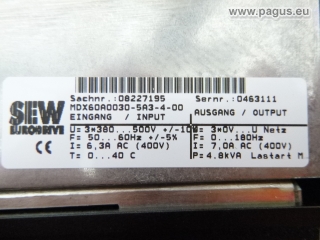 www.pagus.eu
Sachnr.:08227195 Sernr.:0463111
MDX60A0030-5A3-4-00
EINGANG / INPUT AUSGANG / OUTPUT
SEW
EURODRIVE
U= 3*380...500V +/-10% U= 3*0V...U Netz
F= 50...60Hz +/-5% F= 0...180Hz
I= 6,3A AC (400V) I= 7,0A AC (400V)
T= 0...40 C P= 4.8kVA Lastart M
CE